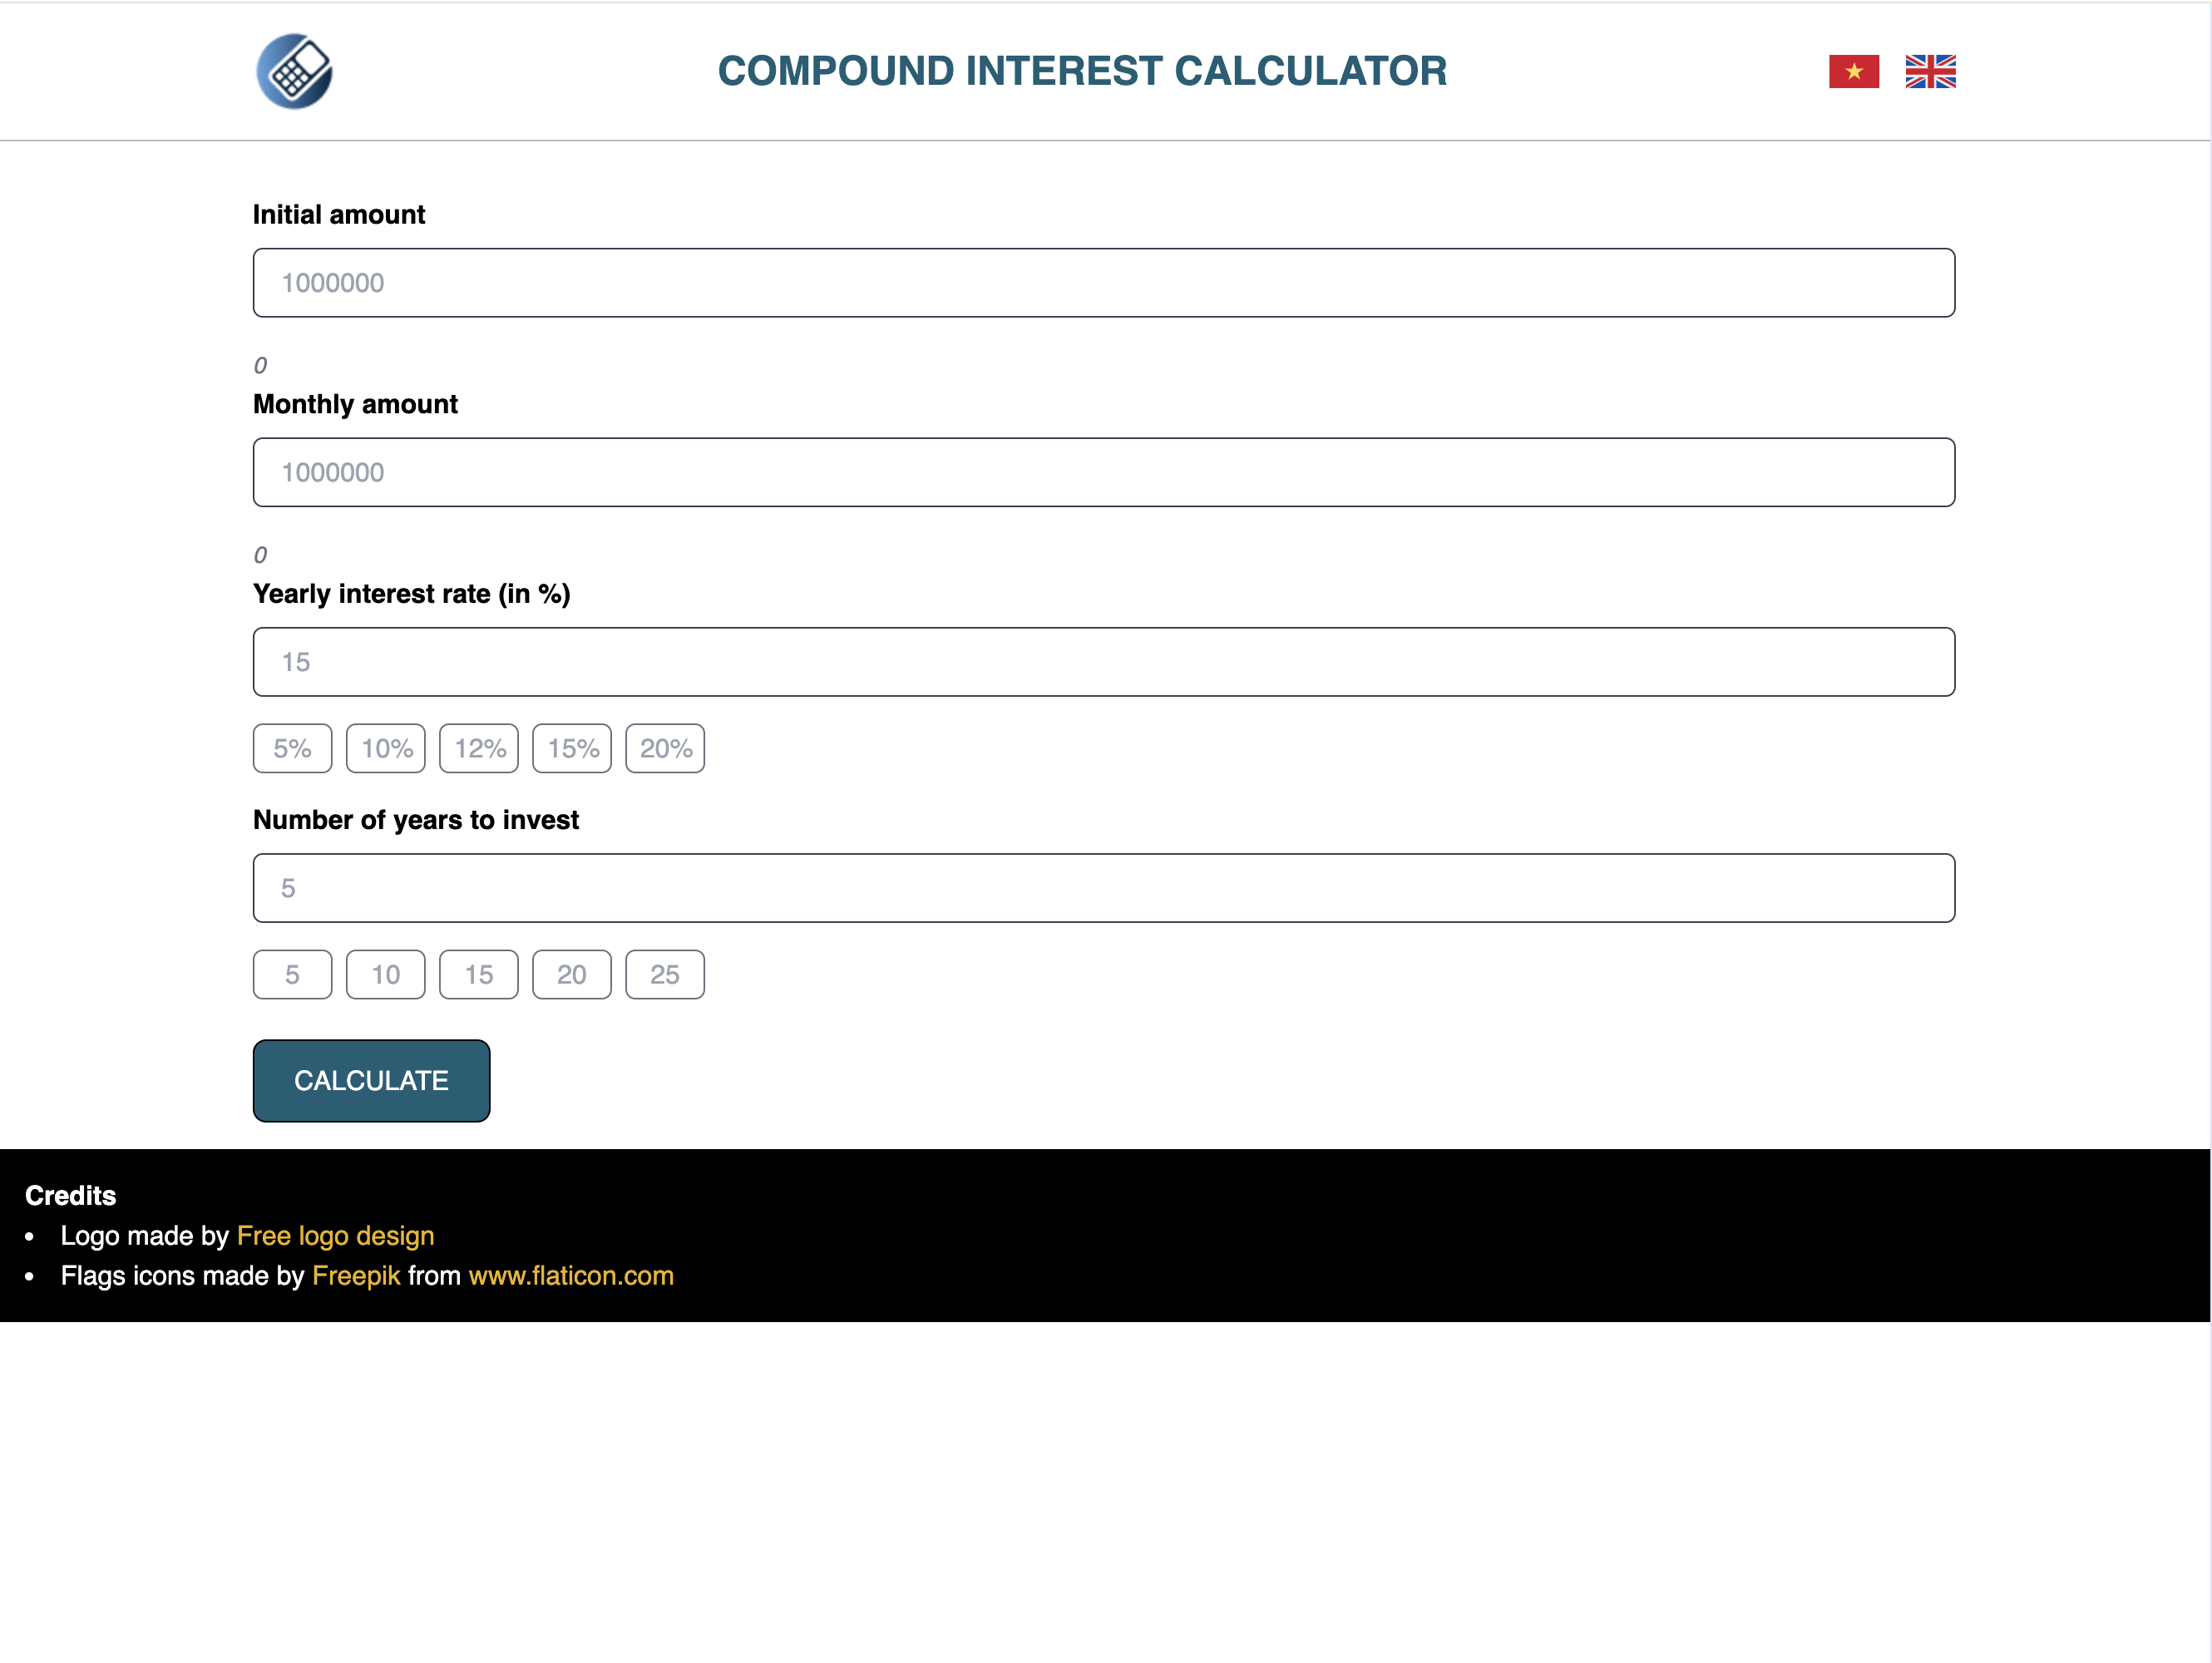 COMPOUND INTEREST CALCULATOR
Initial amount
1000000
0
Monthly amount
1000000
0
Yearly interest rate (in %)
15
5% 10% 12% 15% 20%
Number of years to invest
5
5 10 15 20 25
CALCULATE
Credits
• Logo made by Free logo design
• Flags icons made by Freepik from www.flaticon.com